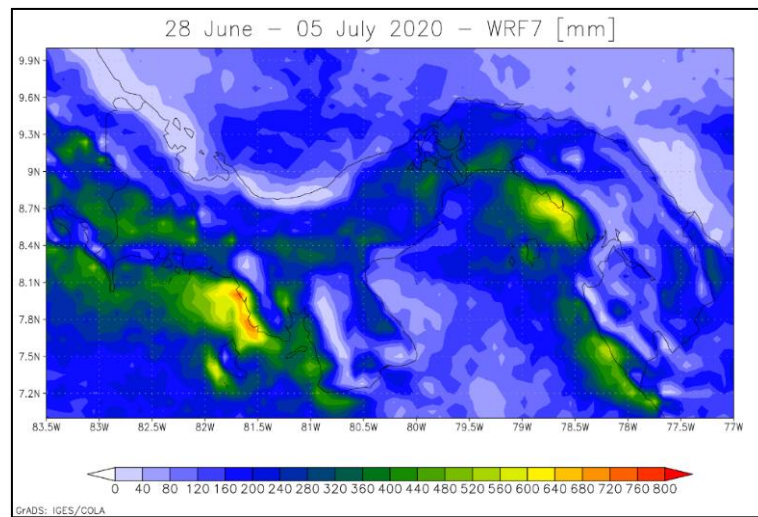 28 June – 05 July 2020 – WRF7 [mm]
9.9N
9.6N
9.3N
9N
8.7N
8.4N
8.1N
7.8N
7.5N
7.2N
83.5W 83W 82.5W 82W 81.5W 81W 80.5W 80W 79.5W 79W 78.5W 78W 77.5W 77W
0 40 80 120 160 200 240 280 320 360 400 440 480 520 560 600 640 680 720 760 800
GrADS: IGES/COLA